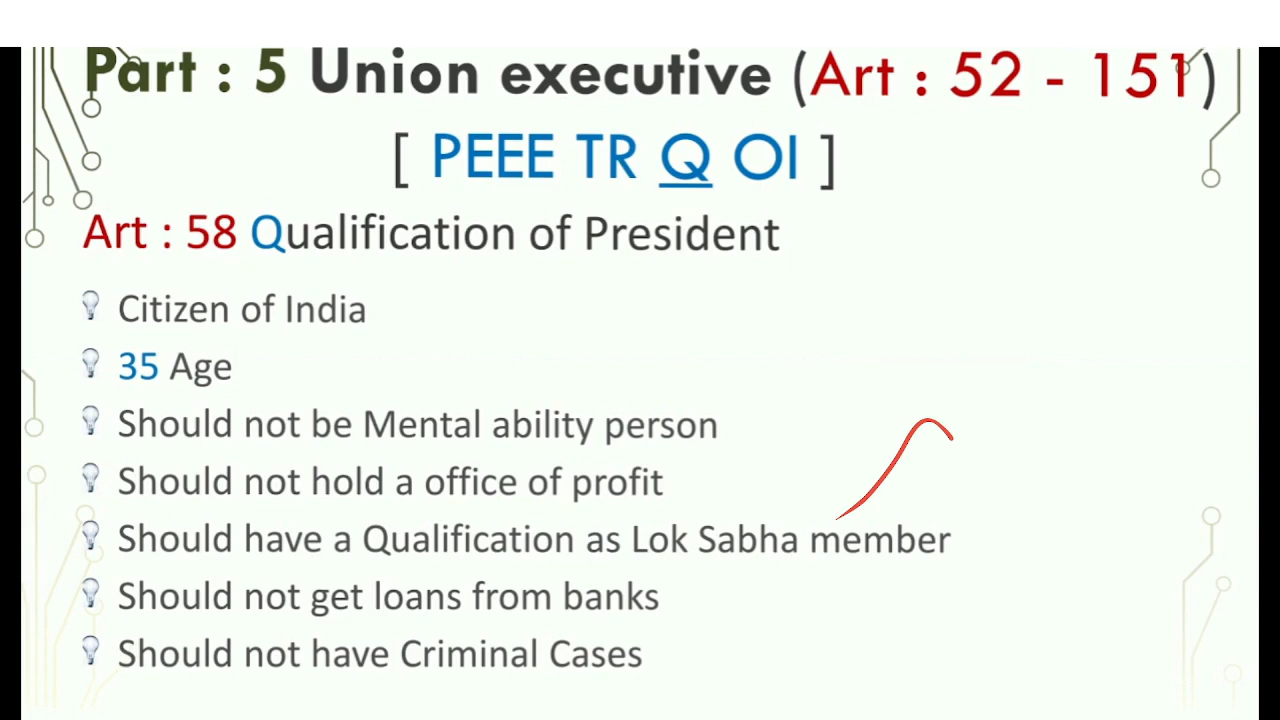 Part : 5 Union executive (Art : 52 - 151)
[ PEEE TR Q OI ]
Art : 58 Qualification of President
Citizen of India
35 Age
Should not be Mental ability person
Should not hold a office of profit
Should have a Qualification as Lok Sabha member
Should not get loans from banks
Should not have Criminal Cases